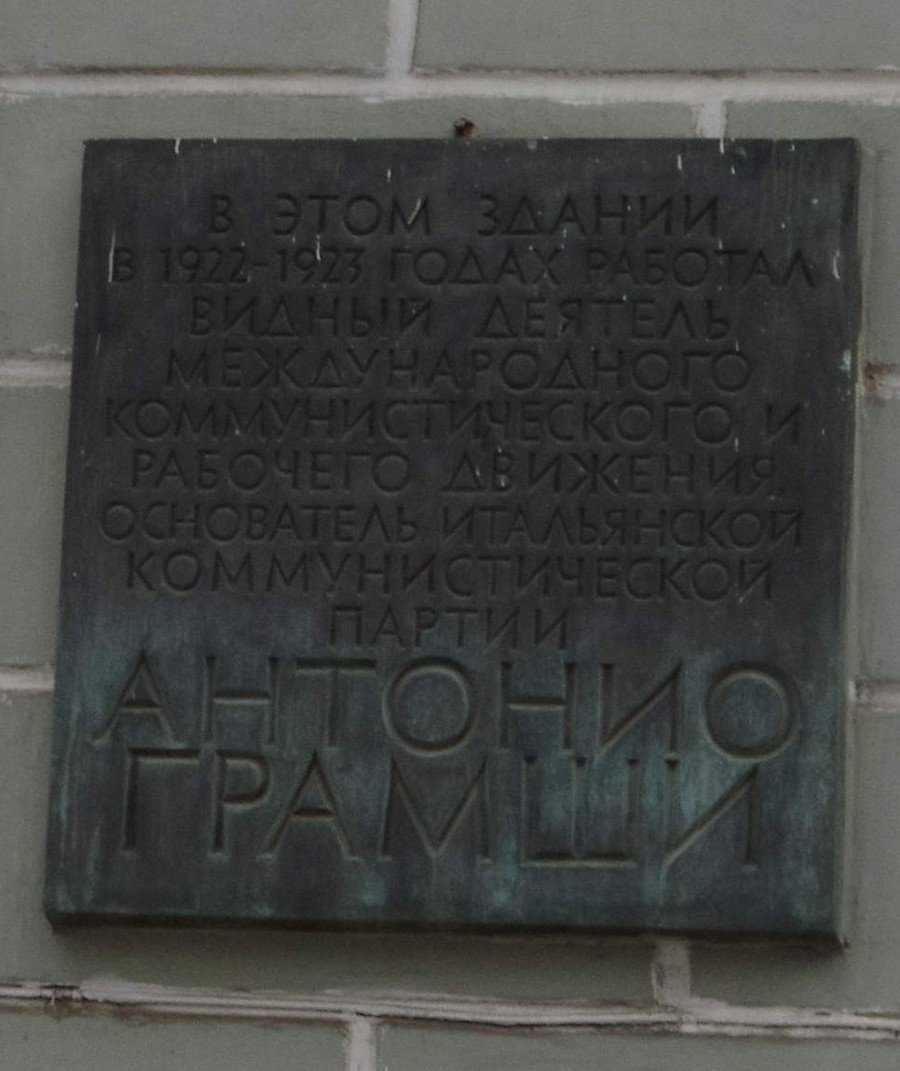 В ЭТОМ ЗДАНИИ
В 1922-1923 ГОДАХ РАБОТАЛ
ВИДНЫЙ ДЕЯТЕЛЬ
МЕЖДУНАРОДНОГО
КОММУНИСТИЧЕСКОГО И
РАБОЧЕГО ДВИЖЕНИЯ,
ОСНОВАТЕЛЬ ИТАЛЬЯНСКОЙ
КОММУНИСТИЧЕСКОЙ
ПАРТИИ
АНТОНИО
ГРАМШИ